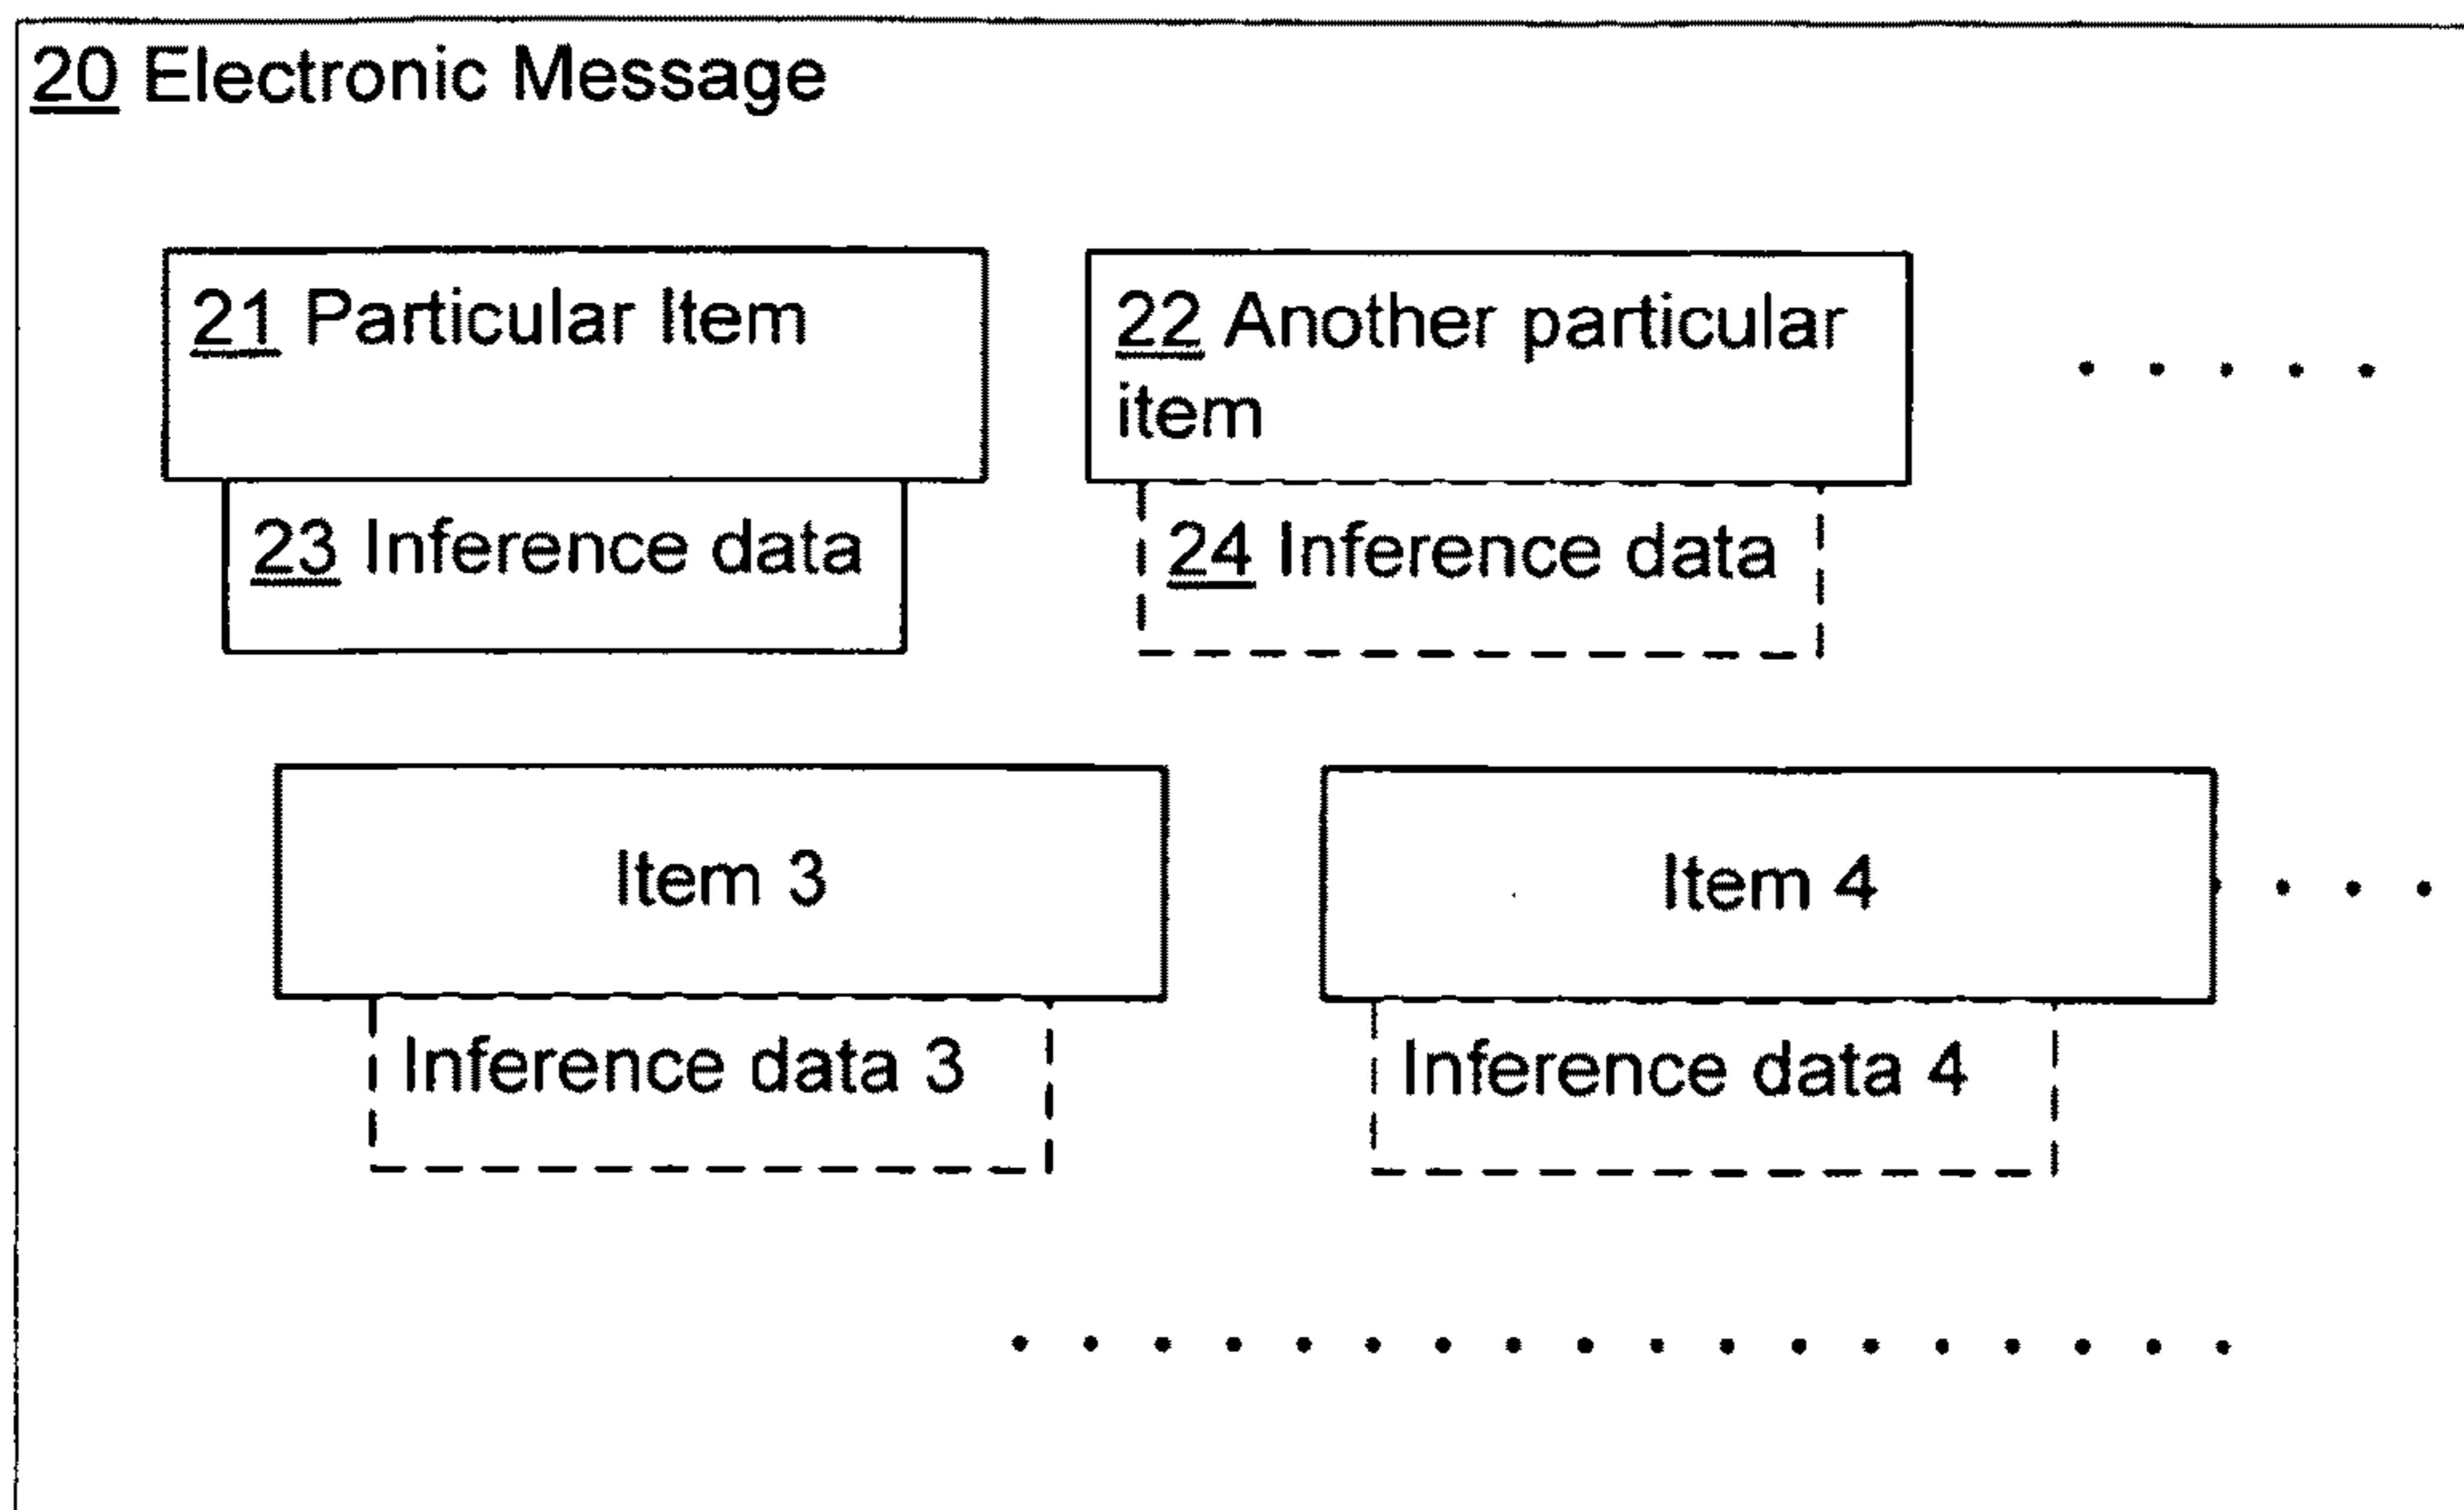 20 Electronic Message
21 Particular Item
22 Another particular
item
23 Inference data
24 Inference data
Item 3
Item 4
Inference data 3
Inference data 4